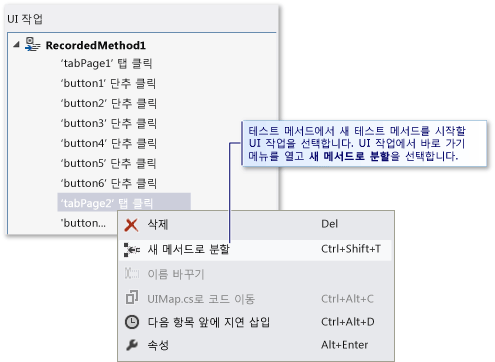 UI 작업
RecordedMethod1
‘tabPage1’ 탭 클릭
‘button1’ 단추 클릭
‘button2’ 단추 클릭
‘button3’ 단추 클릭
‘button4’ 단추 클릭
‘button5’ 단추 클릭
‘button6’ 단추 클릭
‘tabPage2’ 탭 클릭
‘button...
테스트 메서드에서 새 테스트 메서드를 시작할
UI 작업을 선택합니다. UI 작업에서 바로 가기
메뉴를 열고 새 메서드로 분할을 선택합니다.
삭제 Del
새 메서드로 분할 Ctrl+Shift+T
이름 바꾸기
UIMap.cs로 코드 이동 Ctrl+Alt+C
다음 항목 앞에 지연 삽입 Ctrl+Alt+D
속성 Alt+Enter